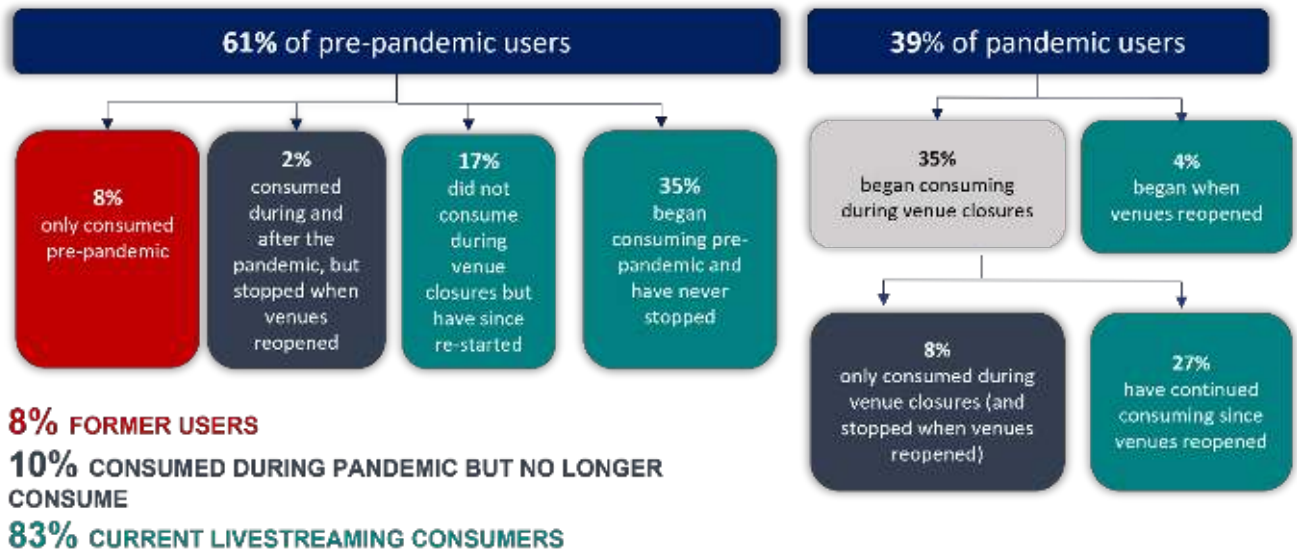 61% of pre-pandemic users
39% of pandemic users
8%
only consumed
pre-pandemic
2%
consumed
during and
after the
pandemic, but
stopped when
venues
reopened
17%
did not
consume
during
venue
closures but
have since
re-started
35%
began
consuming pre-
pandemic and
have never
stopped
35%
began consuming
during venue closures
4%
began when
venues reopened
8%
only consumed during
venue closures (and
stopped when venues
reopened)
27%
have continued
consuming since
venues reopened
8% FORMER USERS
10% CONSUMED DURING PANDEMIC BUT NO LONGER
CONSUME
83% CURRENT LIVESTREAMING CONSUMERS